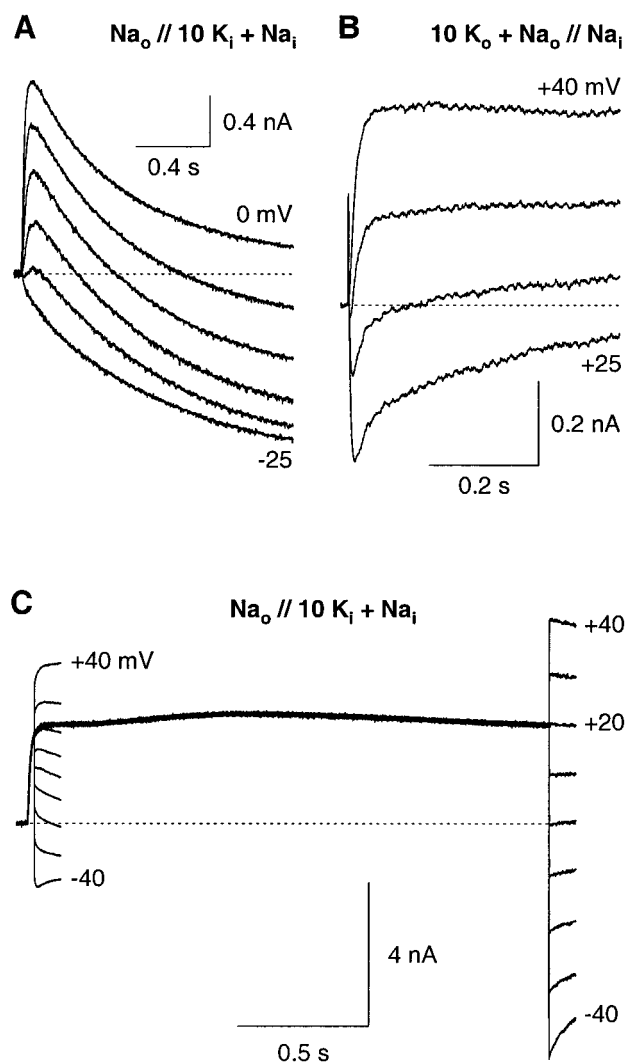 A
Naₒ // 10 Kᵢ + Naᵢ
0.4 nA
0.4 s
0 mV
-25
B
10 Kₒ + Naₒ // Naᵢ
+40 mV
+25
0.2 nA
0.2 s
C
Naₒ // 10 Kᵢ + Naᵢ
+40 mV
-40
+40
+20
-40
4 nA
0.5 s